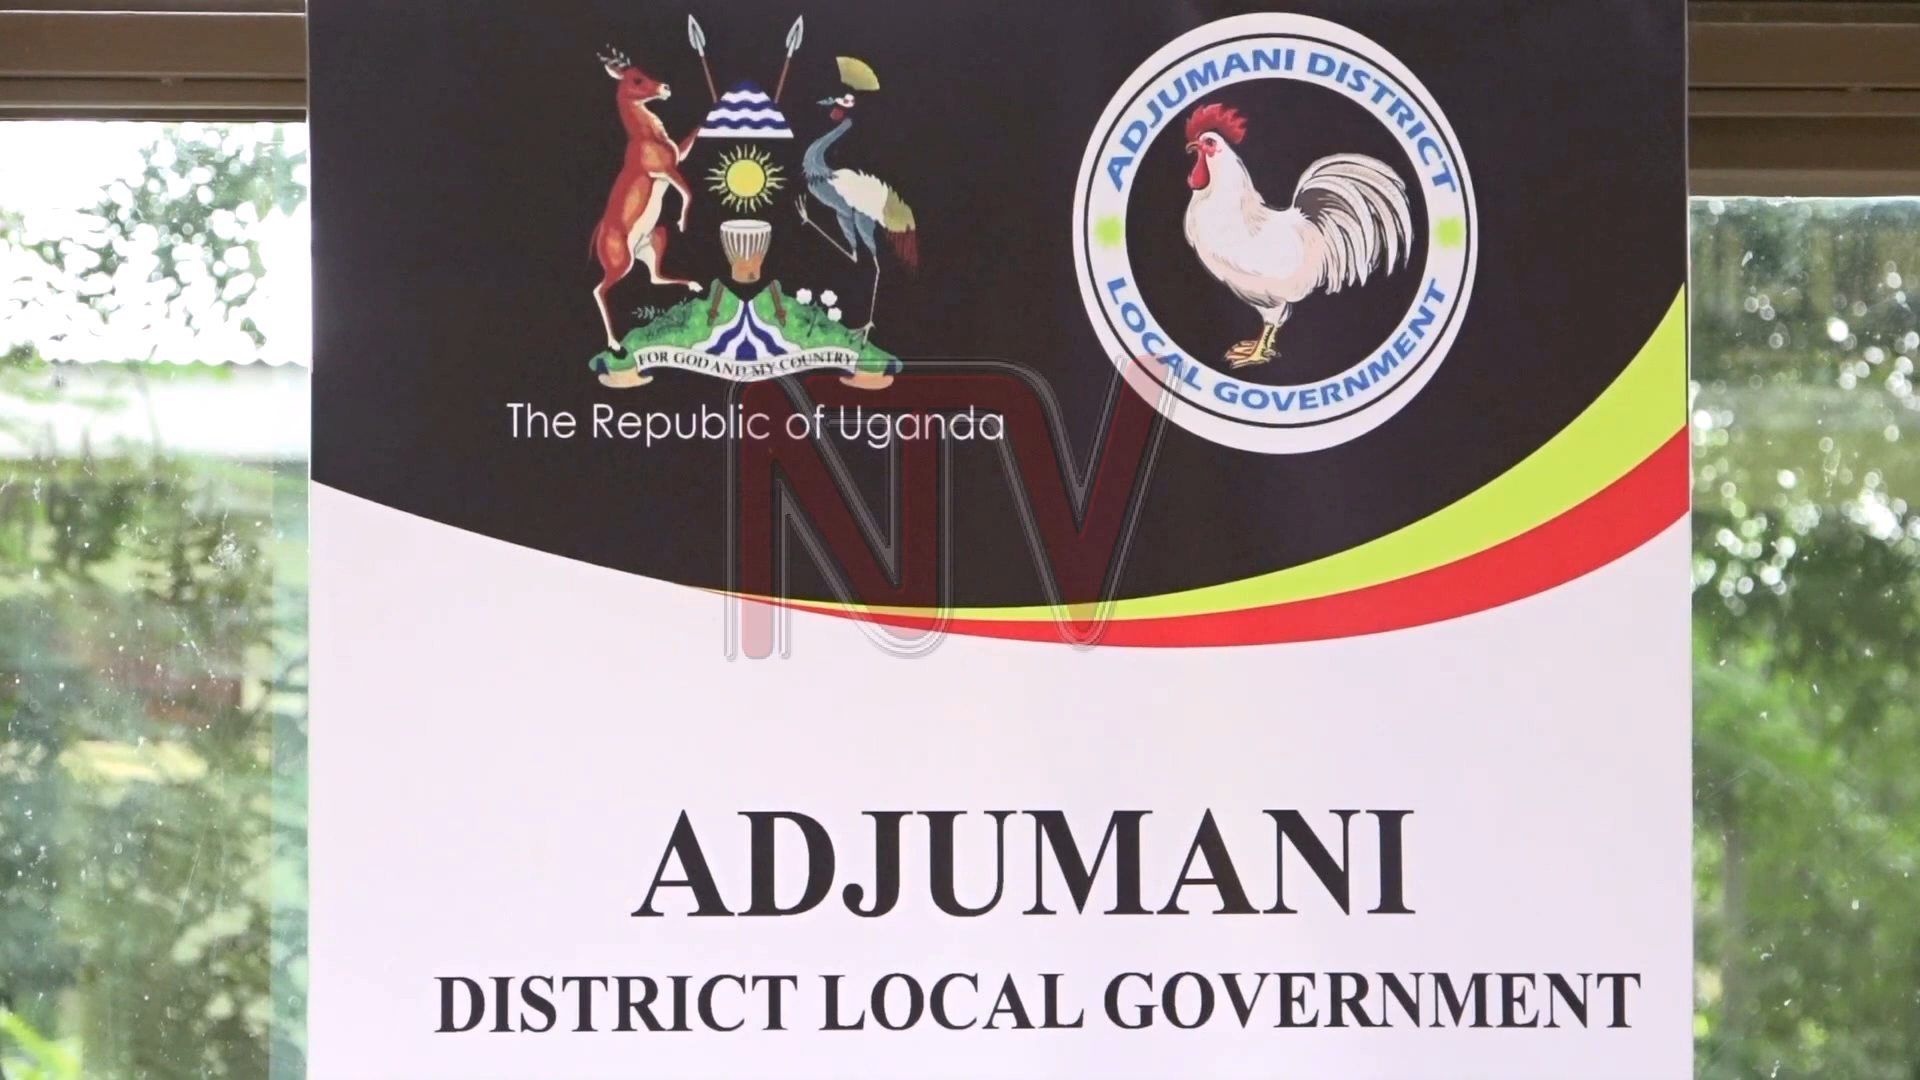 ADJUMANI DISTRICT
LOCAL GOVERNMENT
FOR GOD AND MY COUNTRY
The Republic of Uganda
NTV
ADJUMANI
DISTRICT LOCAL GOVERNMENT